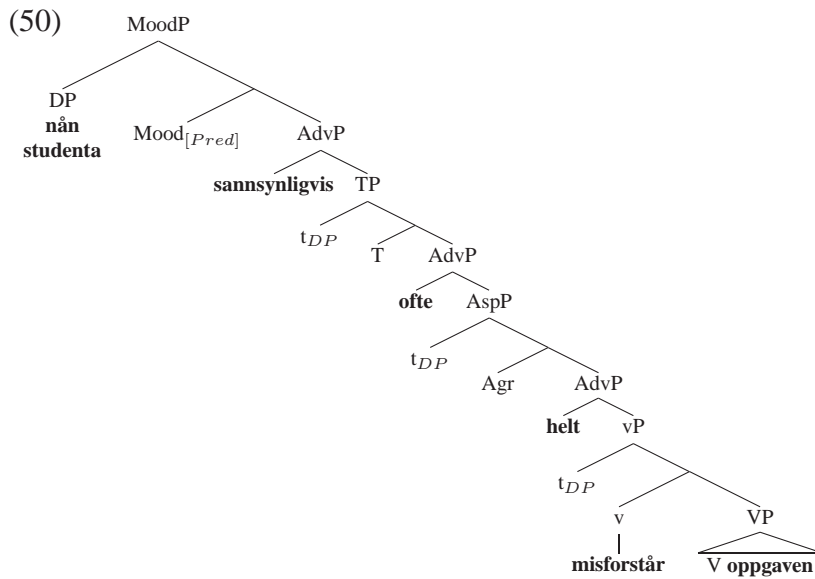 (50)
MoodP
DP
nån
studenta
Mood[Pred]
AdvP
sannsynligvis
TP
tDP
T
AdvP
ofte
AspP
tDP
Agr
AdvP
helt
vP
tDP
v
VP
misforstår
V oppgaven